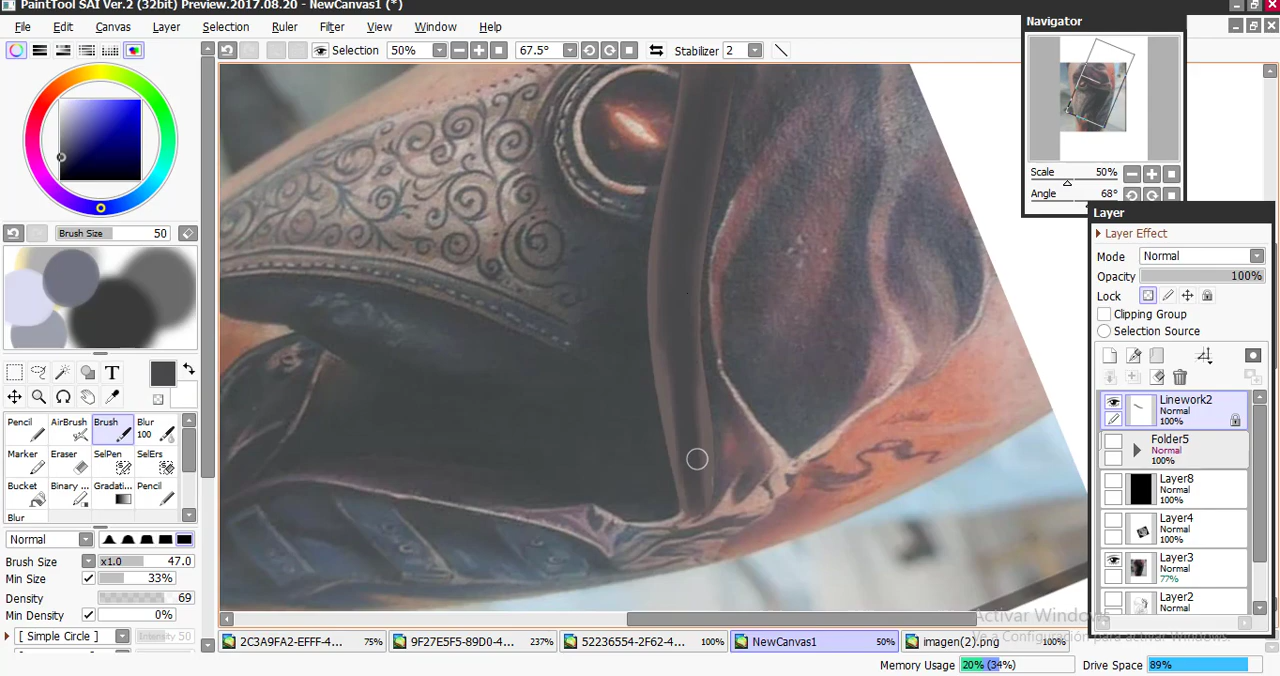 PaintTool SAI Ver.2 (32bit) Preview.2017.08.20 - NewCanvas1 (*)
File Edit Canvas Layer Selection Ruler Filter View Window Help
Selection 50% 67.5° Stabilizer 2
Navigator
Scale 50%
Angle 68°
Brush Size 50
Layer
Layer Effect
Mode Normal
Opacity 100%
Lock
Clipping Group
Selection Source
T
Pencil AirBrush Brush Blur 100
Marker Eraser SelPen SelErs
Bucket Binary ... Gradati... Pencil
Blur
Normal
Brush Size x1.0 47.0
Min Size 33%
Density 69
Min Density 0%
[ Simple Circle ] Intensity 50
Linework2
Normal
100%
Folder5
Normal
100%
Layer8
Normal
100%
Layer4
Normal
100%
Layer3
Normal
77%
Layer2
Normal
Activar Windows
Ve a Configuración para activar Windows.
2C3A9FA2-EFFF-4... 75% 9F27E5F5-89D0-4... 237% 52236554-2F62-4... 100% NewCanvas1 50% imagen(2).png 100%
Memory Usage 20% (34%) Drive Space 89%